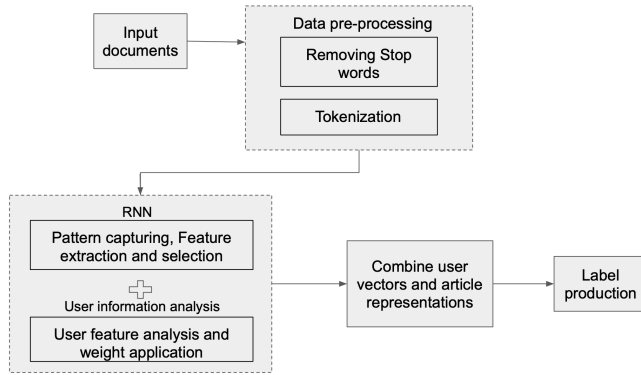 Input
documents
Data pre-processing
Removing Stop
words
Tokenization
RNN
Pattern capturing, Feature
extraction and selection
User information analysis
User feature analysis and
weight application
Combine user
vectors and article
representations
Label
production